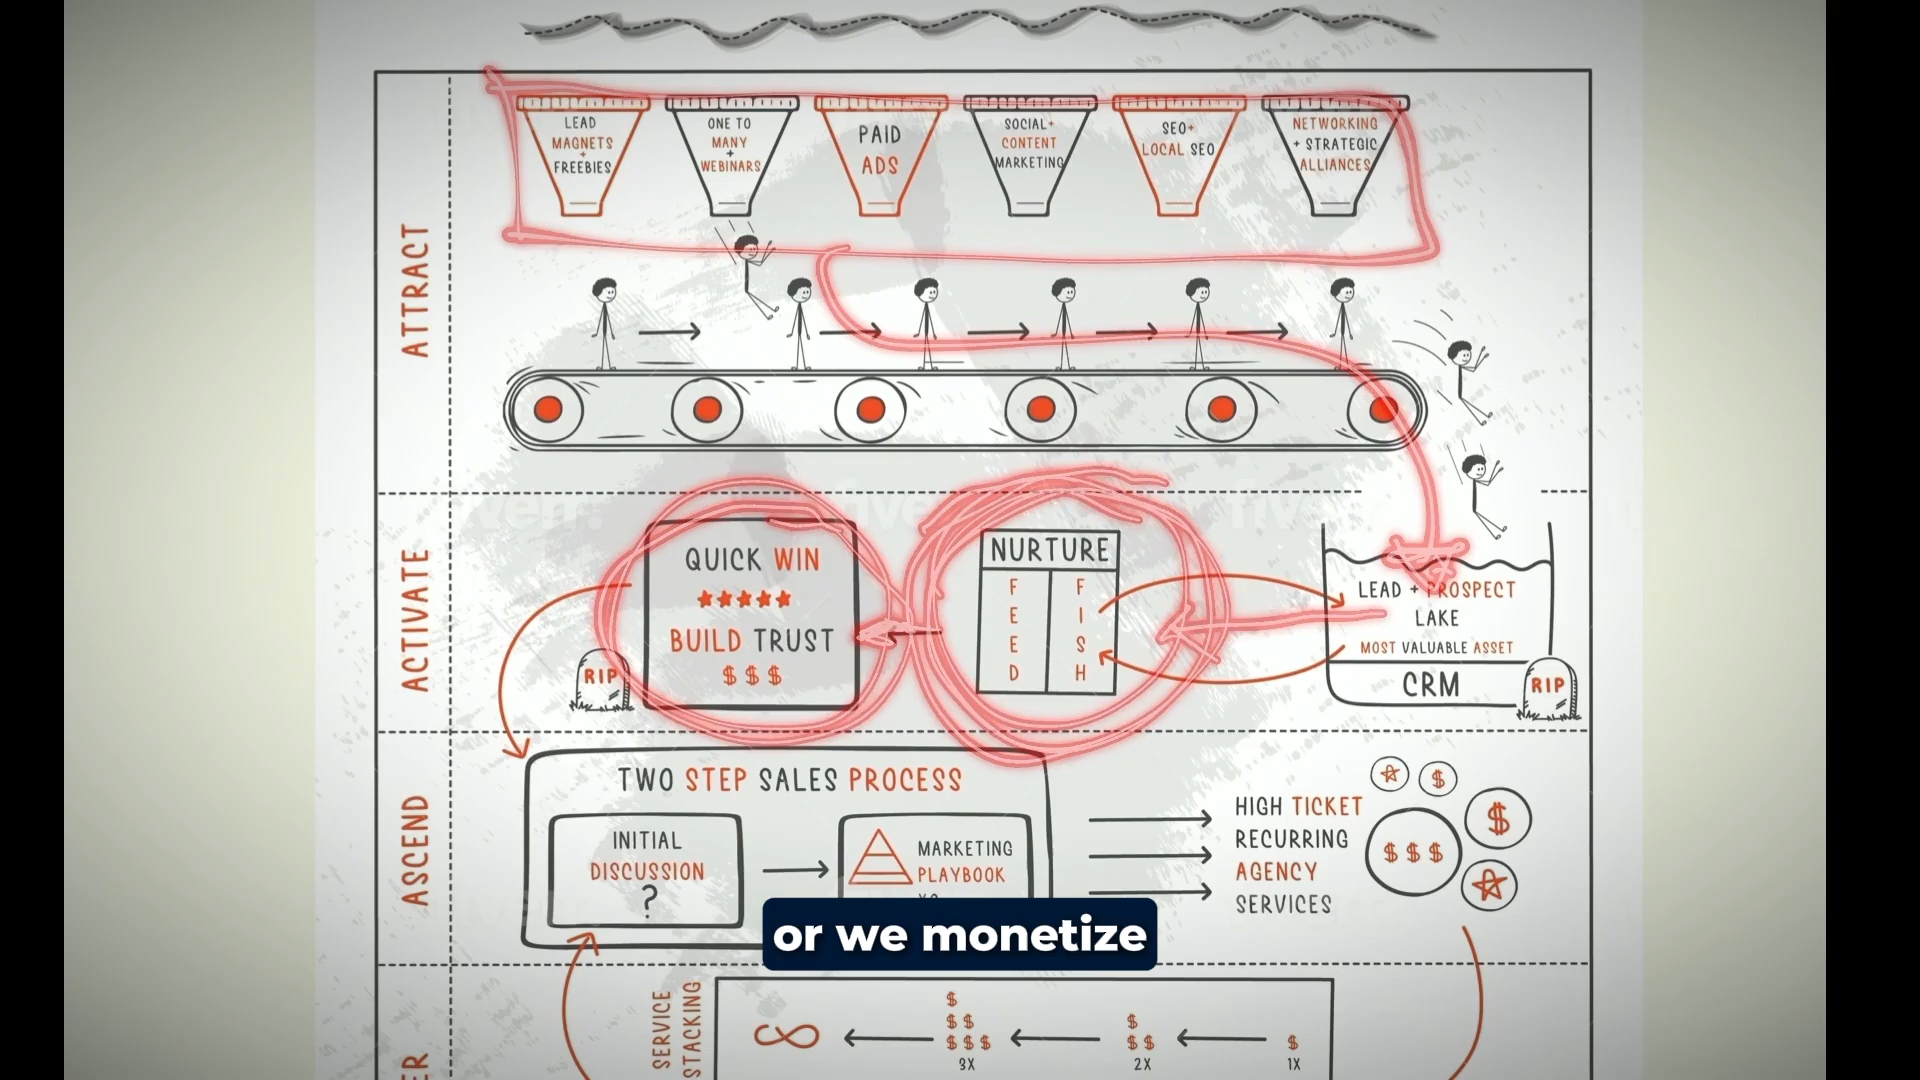 LEAD
MAGNETS
+
FREEBIES
ONE TO
MANY
+
WEBINARS
PAID
ADS
SOCIAL+
CONTENT
MARKETING
SEO+
LOCAL SEO
NETWORKING
+ STRATEGIC
ALLIANCES
ATTRACT
ACTIVATE
QUICK WIN
BUILD TRUST
$ $ $
RIP
NURTURE
FEED
FISH
LEAD + PROSPECT
LAKE
MOST VALUABLE ASSET
CRM
RIP
ASCEND
TWO STEP SALES PROCESS
INITIAL
DISCUSSION
?
MARKETING
PLAYBOOK
HIGH TICKET
RECURRING
AGENCY
SERVICES
$
$ $ $
$
or we monetize
SERVICE
STACKING
$
$ $
$ $ $
3X
$
$ $
2X
$
1X
ER